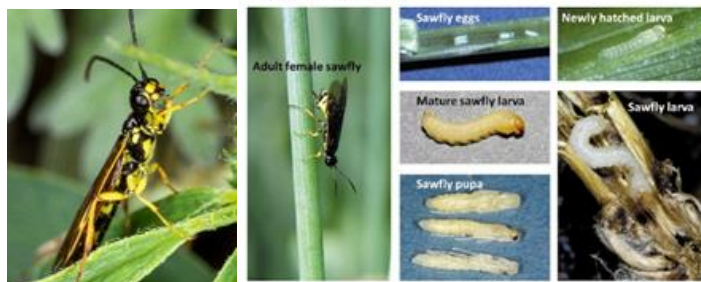 Adult female sawfly
Sawfly eggs
Newly hatched larva
Mature sawfly larva
Sawfly larva
Sawfly pupa